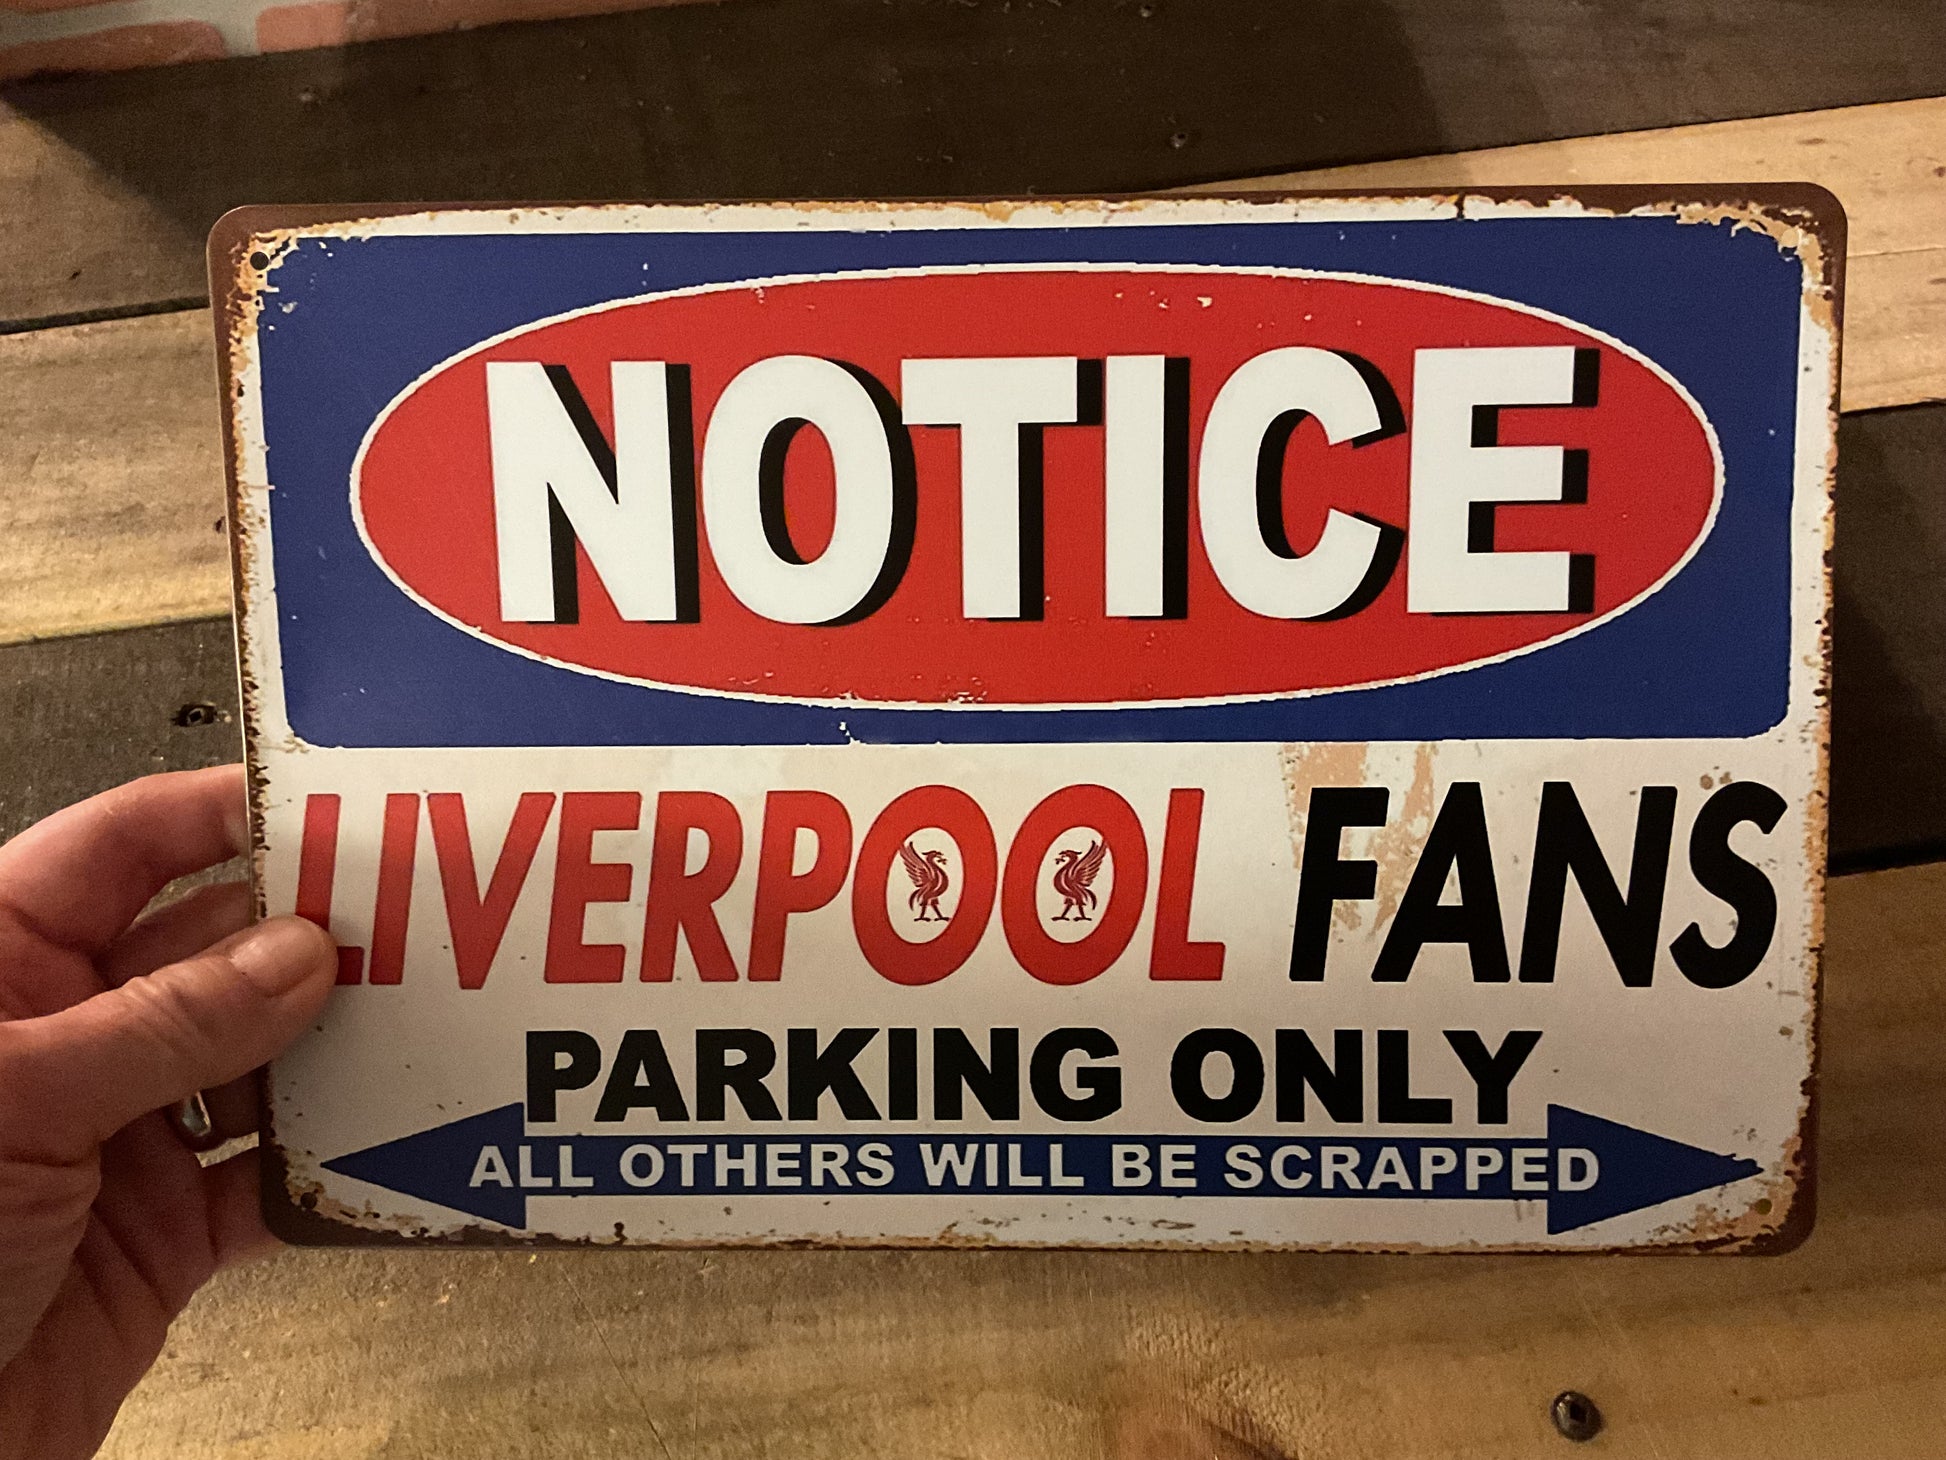 NOTICE
LIVERPOOL FANS
PARKING ONLY
ALL OTHERS WILL BE SCRAPPED